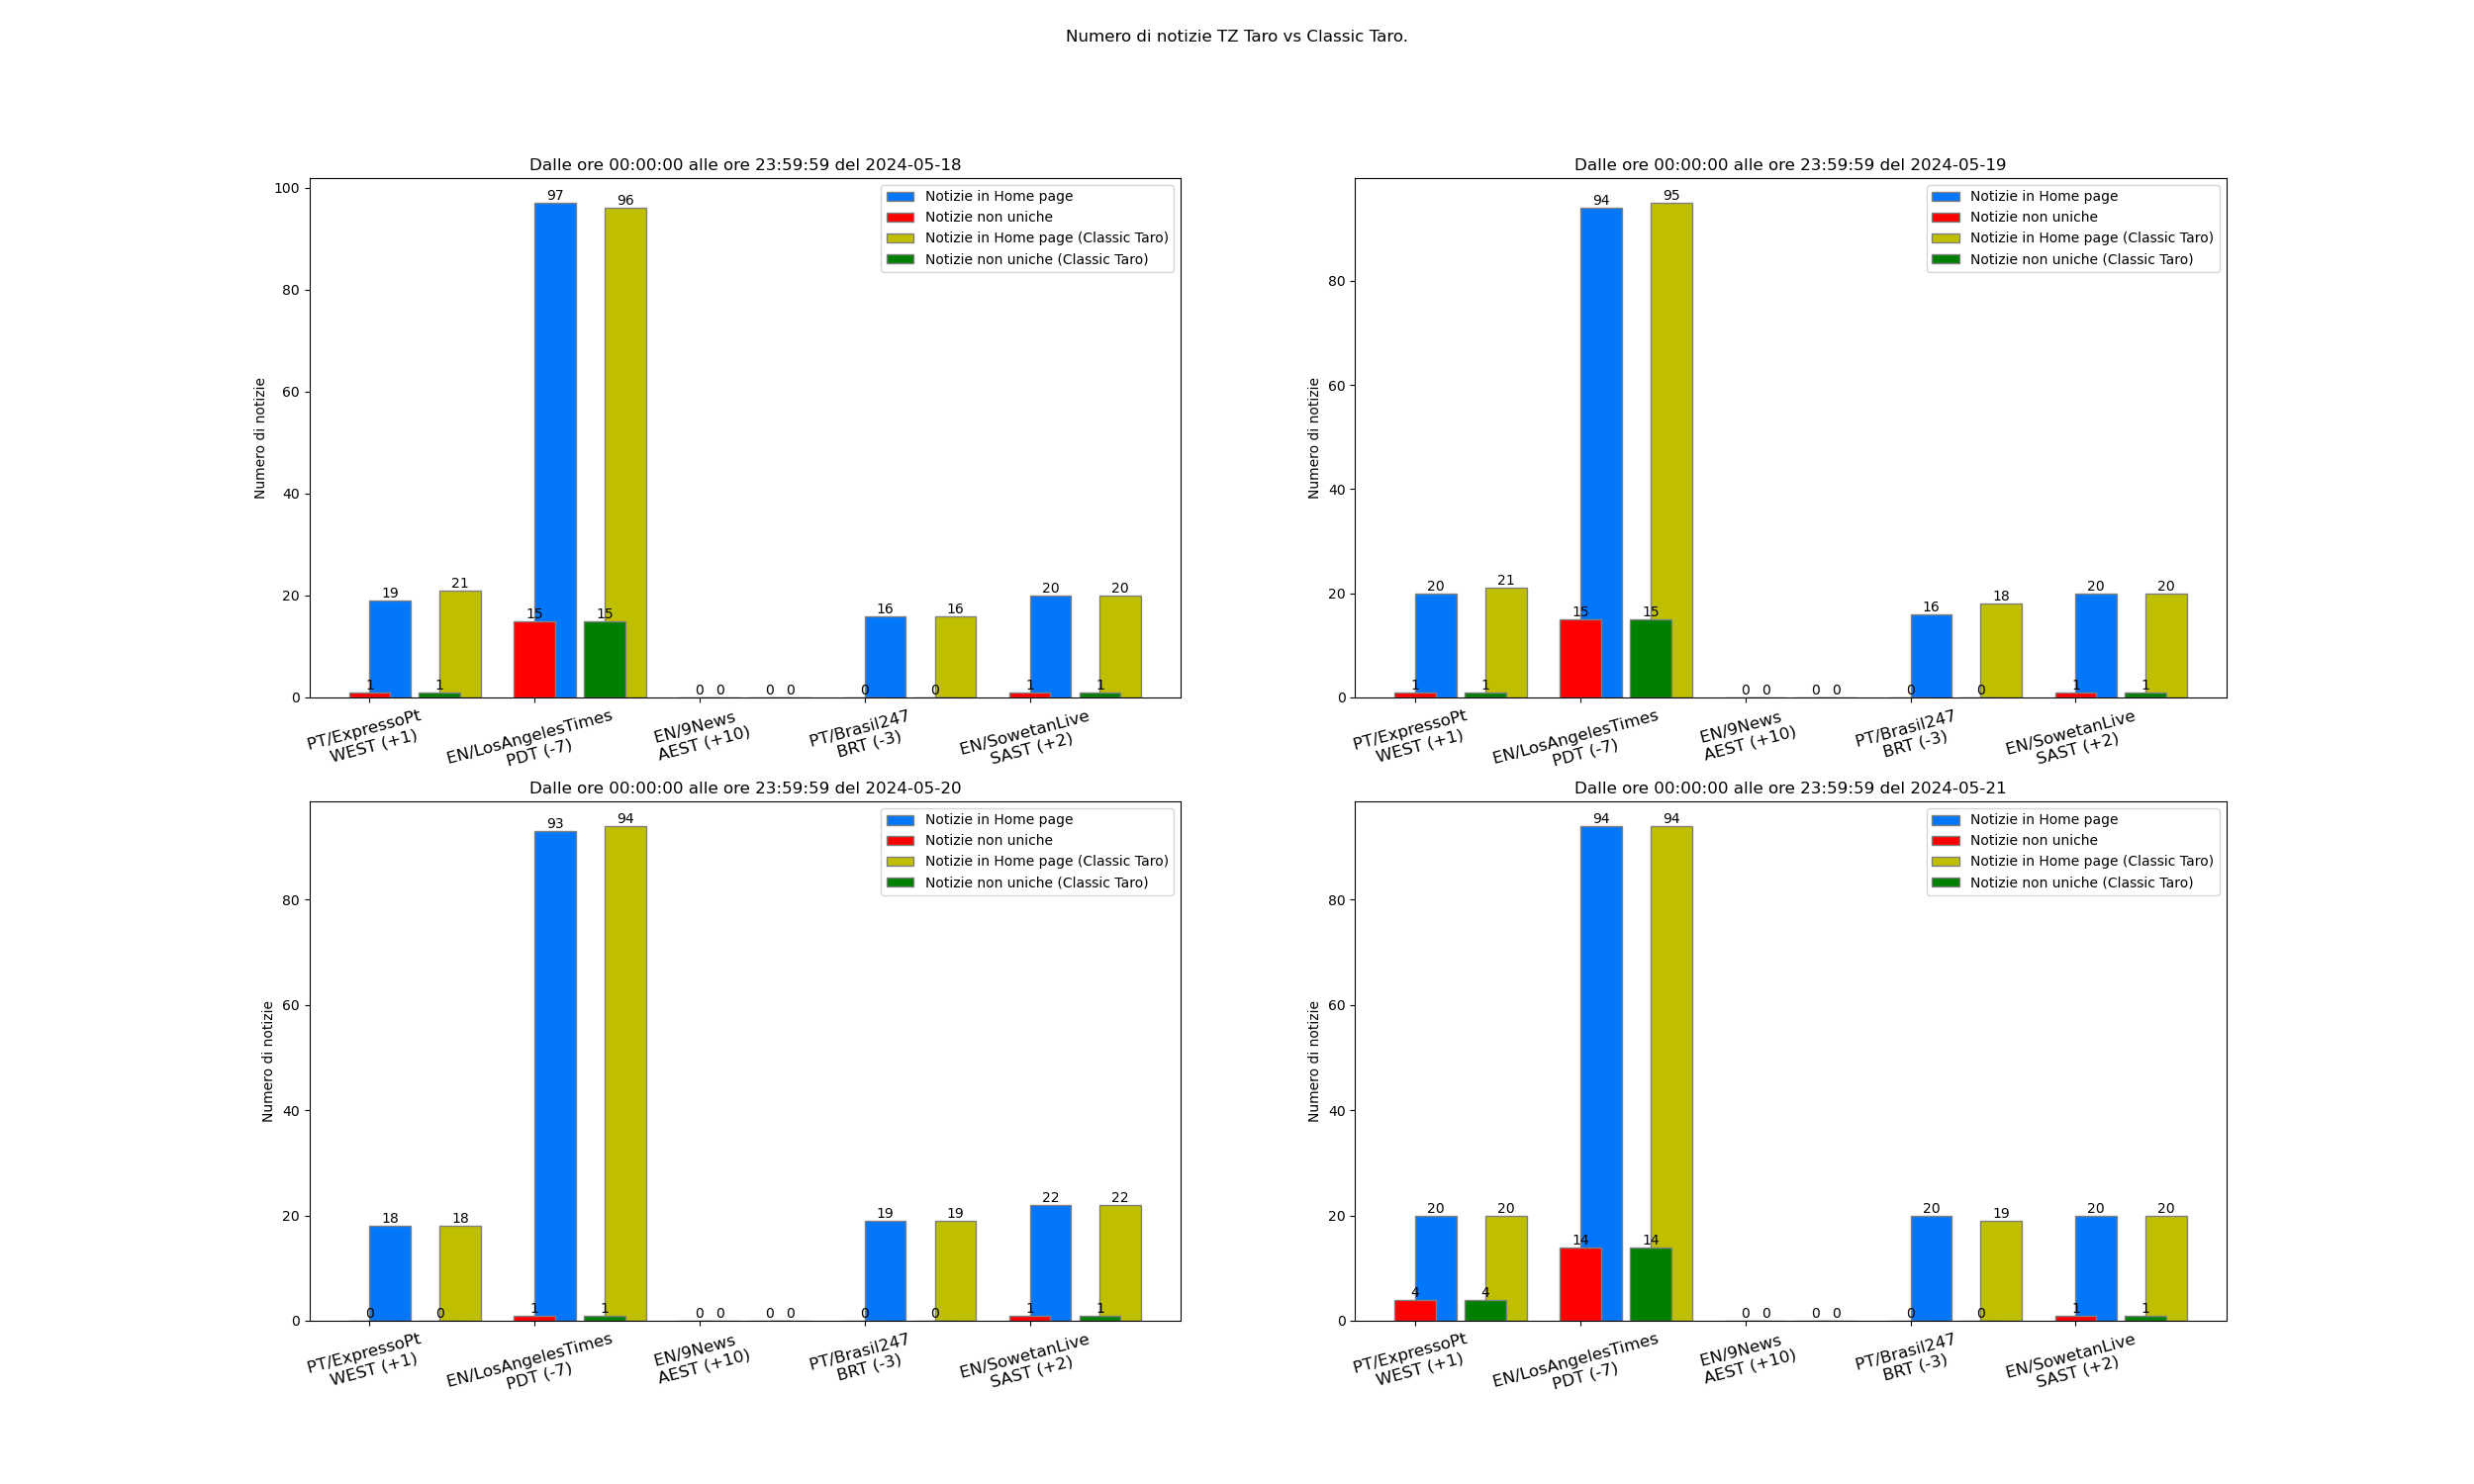 Numero di notizie TZ Taro vs Classic Taro.
Dalle ore 00:00:00 alle ore 23:59:59 del 2024-05-18
Numero di notizie
100
80
60
40
20
0
Notizie in Home page
Notizie non uniche
Notizie in Home page (Classic Taro)
Notizie non uniche (Classic Taro)
97
96
19
21
15
15
16
16
20
20
1
1
0
0
0
0
0
0
1
1
PT/ExpressoPt
WEST (+1)
EN/LosAngelesTimes
PDT (-7)
EN/9News
AEST (+10)
PT/Brasil247
BRT (-3)
EN/SowetanLive
SAST (+2)
Dalle ore 00:00:00 alle ore 23:59:59 del 2024-05-19
Numero di notizie
80
60
40
20
0
Notizie in Home page
Notizie non uniche
Notizie in Home page (Classic Taro)
Notizie non uniche (Classic Taro)
94
95
20
21
15
15
16
18
20
20
1
1
0
0
0
0
0
0
1
1
PT/ExpressoPt
WEST (+1)
EN/LosAngelesTimes
PDT (-7)
EN/9News
AEST (+10)
PT/Brasil247
BRT (-3)
EN/SowetanLive
SAST (+2)
Dalle ore 00:00:00 alle ore 23:59:59 del 2024-05-20
Numero di notizie
80
60
40
20
0
Notizie in Home page
Notizie non uniche
Notizie in Home page (Classic Taro)
Notizie non uniche (Classic Taro)
93
94
18
18
19
19
22
22
0
0
1
1
0
0
0
0
0
0
1
1
PT/ExpressoPt
WEST (+1)
EN/LosAngelesTimes
PDT (-7)
EN/9News
AEST (+10)
PT/Brasil247
BRT (-3)
EN/SowetanLive
SAST (+2)
Dalle ore 00:00:00 alle ore 23:59:59 del 2024-05-21
Numero di notizie
80
60
40
20
0
Notizie in Home page
Notizie non uniche
Notizie in Home page (Classic Taro)
Notizie non uniche (Classic Taro)
94
94
20
20
14
14
20
19
20
20
4
4
0
0
0
0
0
0
1
1
PT/ExpressoPt
WEST (+1)
EN/LosAngelesTimes
PDT (-7)
EN/9News
AEST (+10)
PT/Brasil247
BRT (-3)
EN/SowetanLive
SAST (+2)